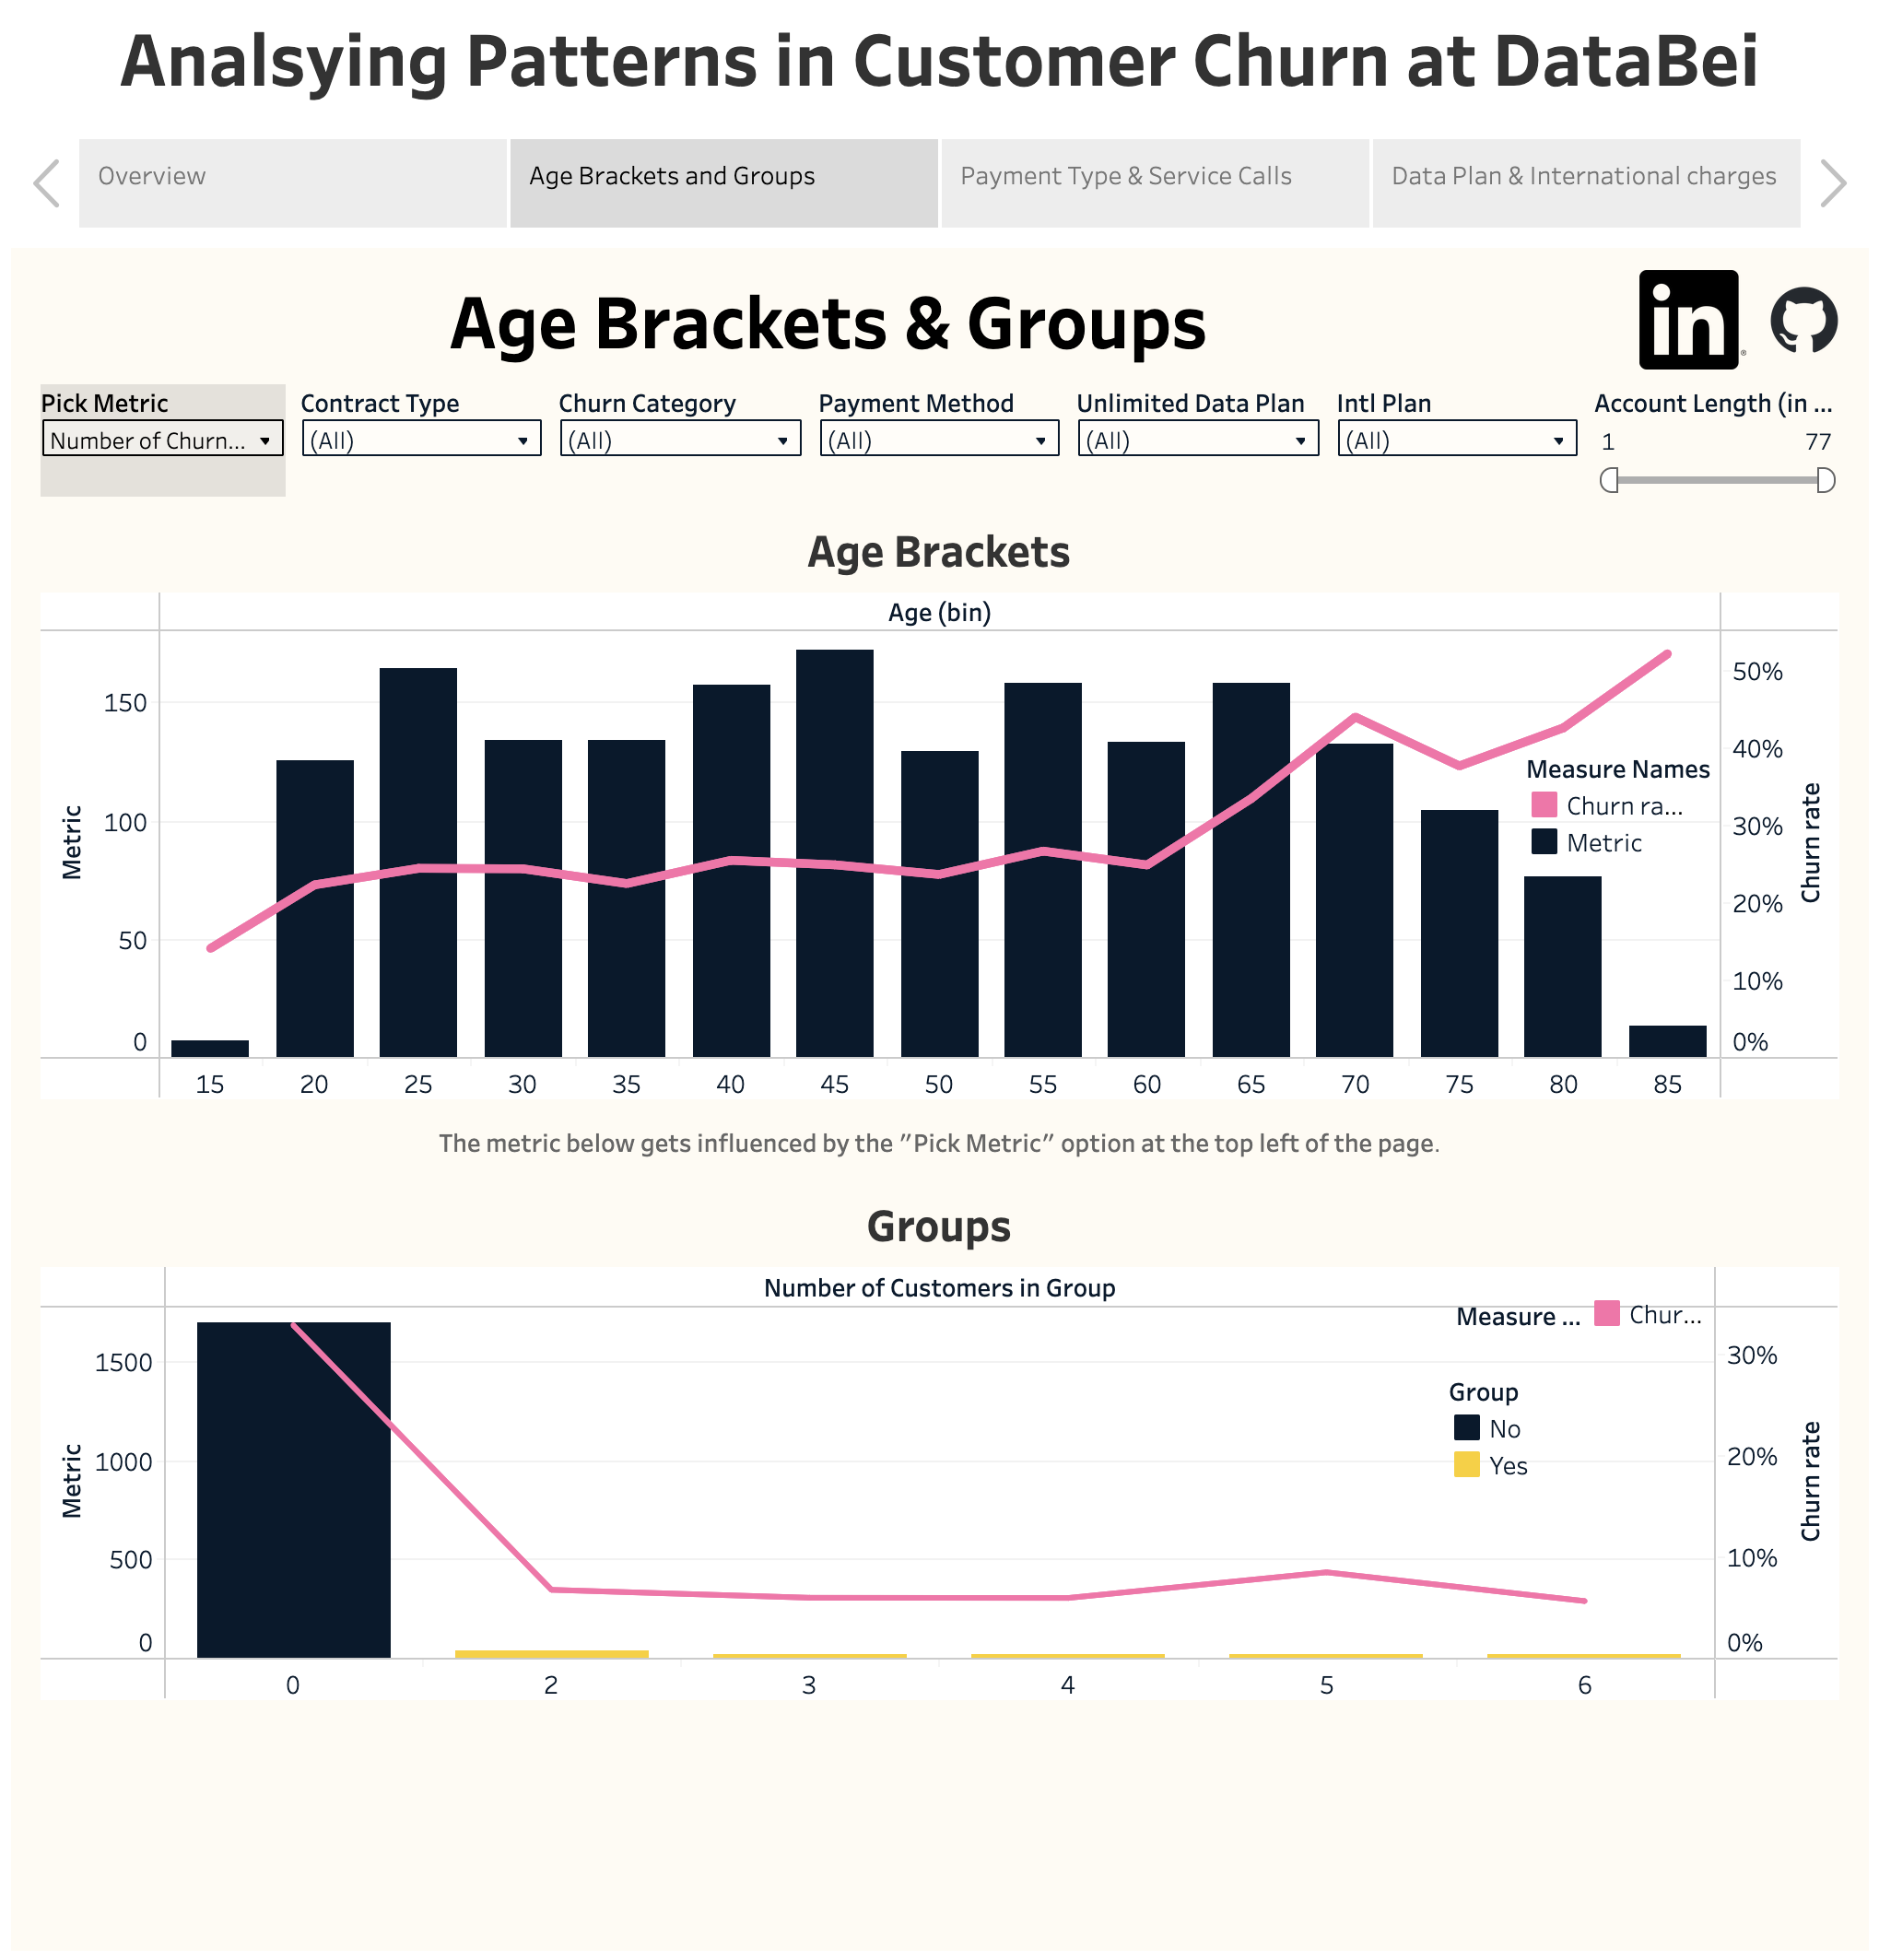 Analsying Patterns in Customer Churn at DataBei
Overview
Age Brackets and Groups
Payment Type & Service Calls
Data Plan & International charges
Age Brackets & Groups
in
®
Pick Metric
Number of Churn...
Contract Type
(All)
Churn Category
(All)
Payment Method
(All)
Unlimited Data Plan
(All)
Intl Plan
(All)
Account Length (in ...
1 77
Age Brackets
Age (bin)
Metric
150
100
50
0
50%
40%
30%
20%
10%
0%
Churn rate
Measure Names
Churn ra...
Metric
15 20 25 30 35 40 45 50 55 60 65 70 75 80 85
The metric below gets influenced by the "Pick Metric" option at the top left of the page.
Groups
Number of Customers in Group
Measure ... Chur...
Metric
1500
1000
500
0
Group
No
Yes
30%
20%
10%
0%
Churn rate
0 2 3 4 5 6